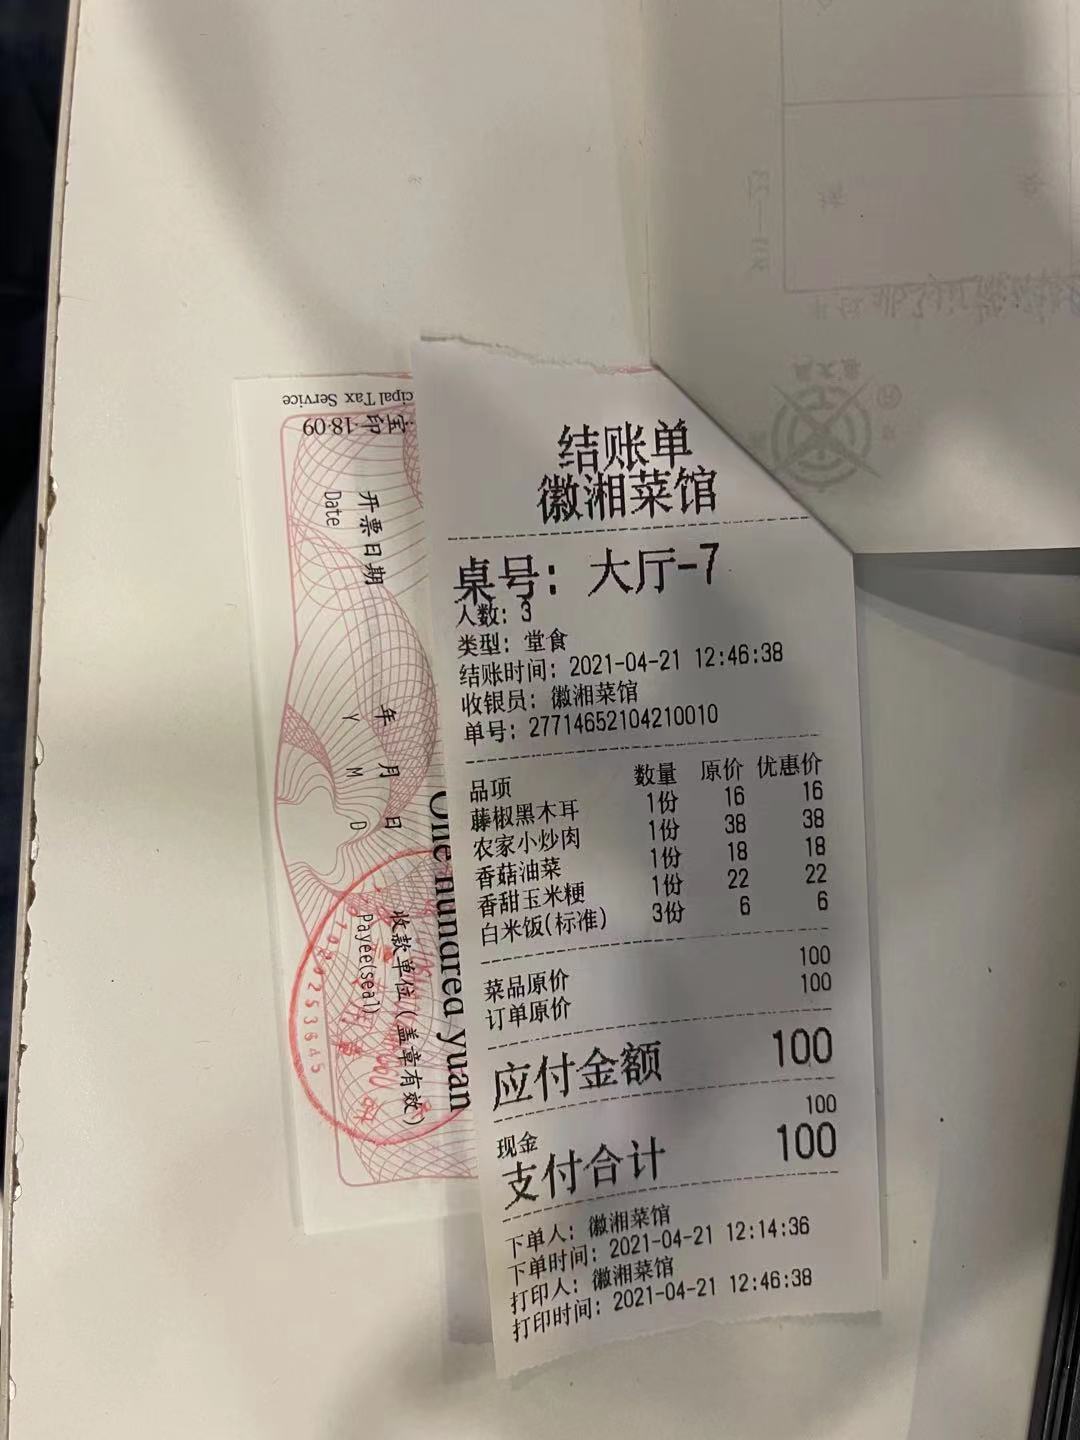 结账单
徽湘菜馆
桌号：大厅-7
人数：3
类型：堂食
结账时间：2021-04-21 12:46:38
收银员：徽湘菜馆
单号：27714652104210010
品项 数量 原价 优惠价
藤椒黑木耳 1份 16 16
农家小炒肉 1份 38 38
香菇油菜 1份 18 18
香甜玉米粳 1份 22 22
白米饭(标准) 3份 6 6
菜品原价 100
订单原价 100
应付金额 100
现金 100
支付合计 100
下单人：徽湘菜馆
下单时间：2021-04-21 12:14:36
打印人：徽湘菜馆
打印时间：2021-04-21 12:46:38
cipal Tax Service
宝印·18·09
开票日期
Date
年 月 日
Y M D
One hundred yuan
收款单位(盖章有效)
Payee(seal)